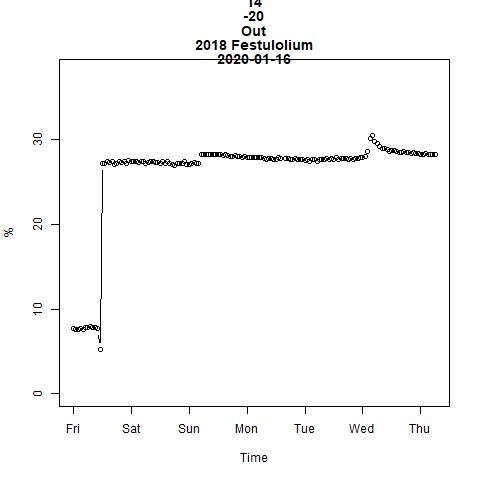 14
-20
Out
2018 Festulolium
2020-01-16
30
20
10
0
%
Fri
Sat
Sun
Mon
Tue
Wed
Thu
Time